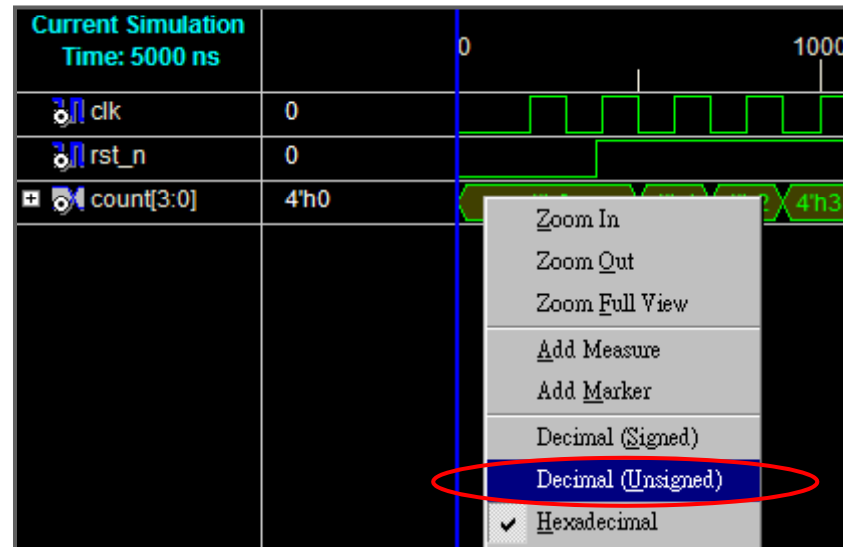 Current Simulation
Time: 5000 ns
0
1000
clk
0
rst_n
0
count[3:0]
4'h0
4'h3
Zoom In
Zoom Out
Zoom Full View
Add Measure
Add Marker
Decimal (Signed)
Decimal (Unsigned)
Hexadecimal